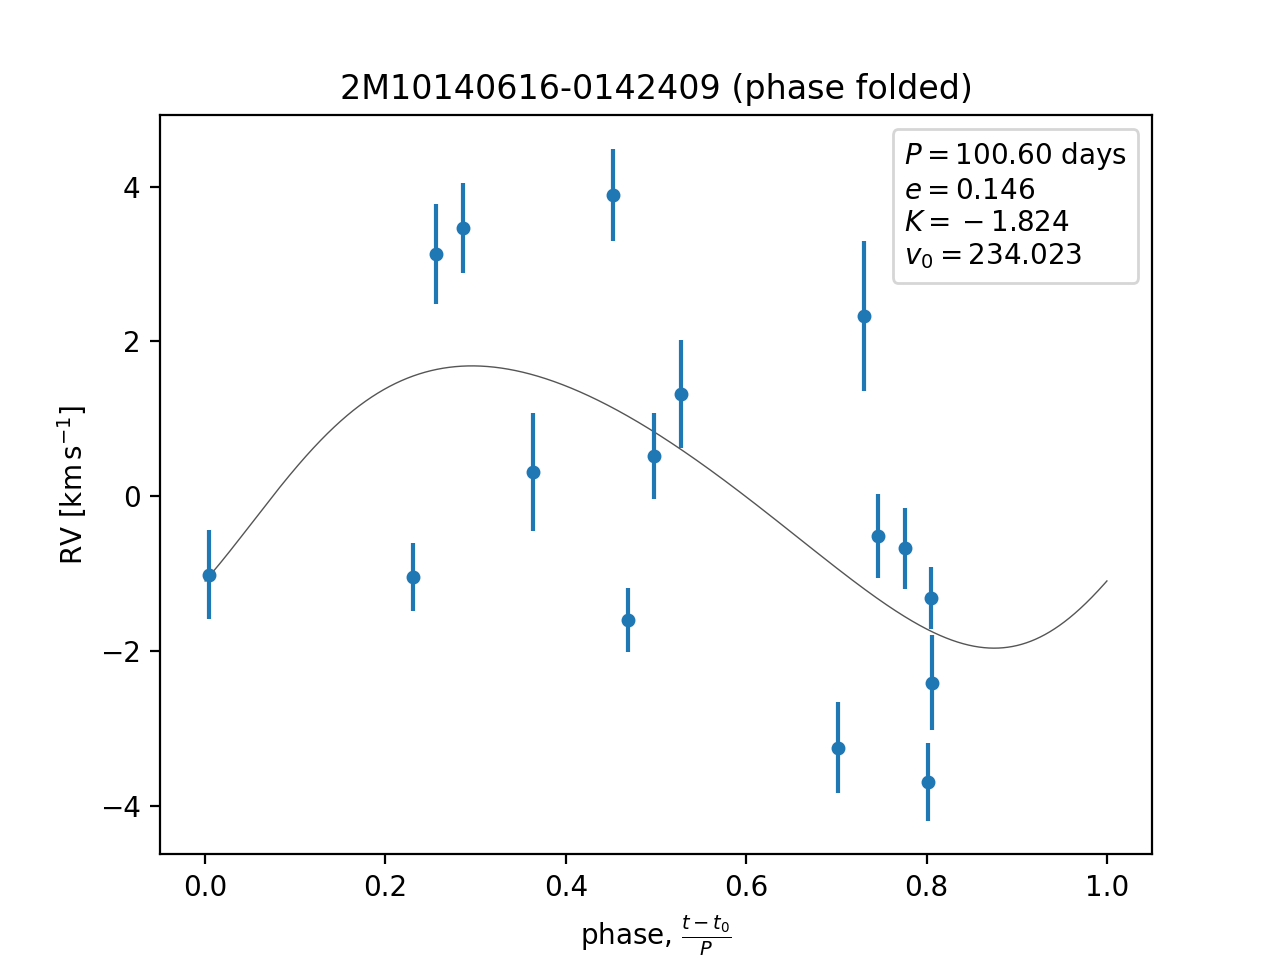 2M10140616-0142409 (phase folded)
P = 100.60 days
e = 0.146
K = −1.824
v₀ = 234.023
4
2
0
−2
−4
RV [km s⁻¹]
0.0 0.2 0.4 0.6 0.8 1.0
phase, (t − t₀)/P